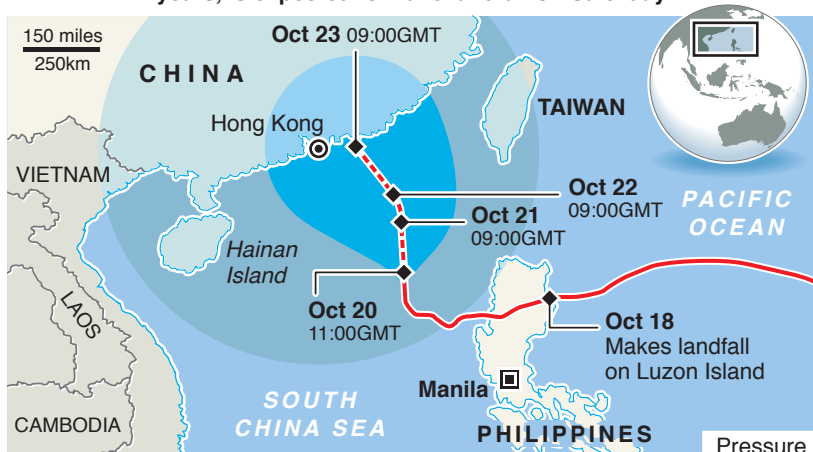 150 miles
250km
Oct 23 09:00GMT
CHINA
TAIWAN
Hong Kong
VIETNAM
Oct 22
09:00GMT
PACIFIC
OCEAN
Oct 21
09:00GMT
Hainan
Island
LAOS
Oct 20
11:00GMT
Oct 18
Makes landfall
on Luzon Island
Manila
SOUTH
CHINA SEA
CAMBODIA
PHILIPPINES
Pressure